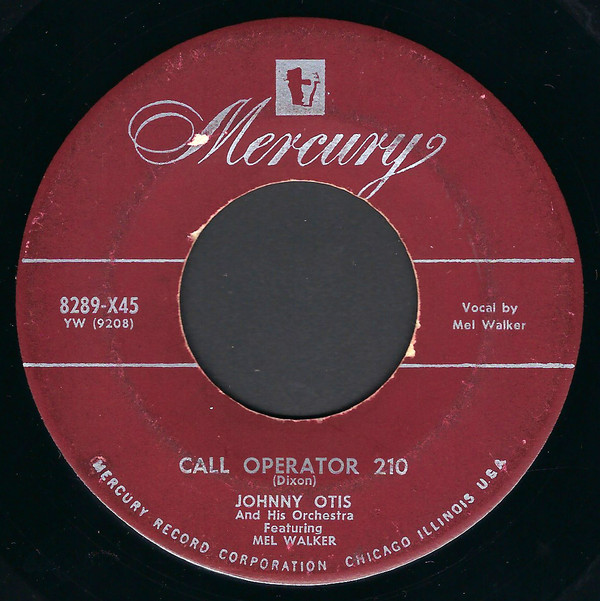 Mercury
8289-X45
YW (9208)
Vocal by
Mel Walker
CALL OPERATOR 210
(Dixon)
JOHNNY OTIS
And His Orchestra
Featuring
MEL WALKER
MERCURY RECORD CORPORATION CHICAGO ILLINOIS U.S.A